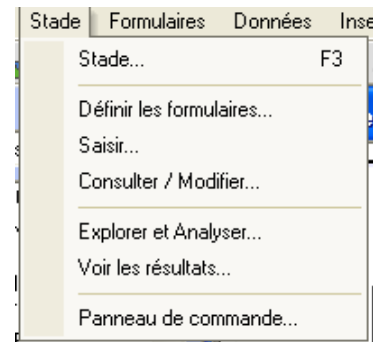 Stade Formulaires Données Inse
Stade... F3
Définir les formulaires...
Saisir...
Consulter / Modifier...
Explorer et Analyser...
Voir les résultats...
Panneau de commande...